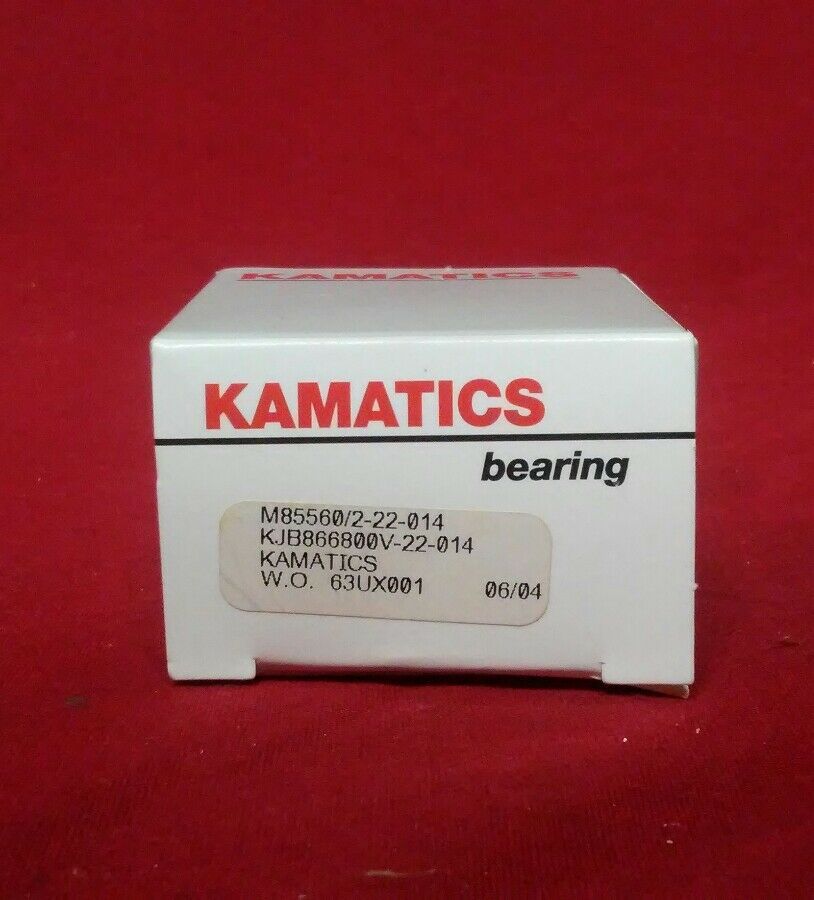 KAMATICS
KAMATICS
bearing
M85560/2-22-014
KJB866800V-22-014
KAMATICS
W.O. 63UX001 06/04